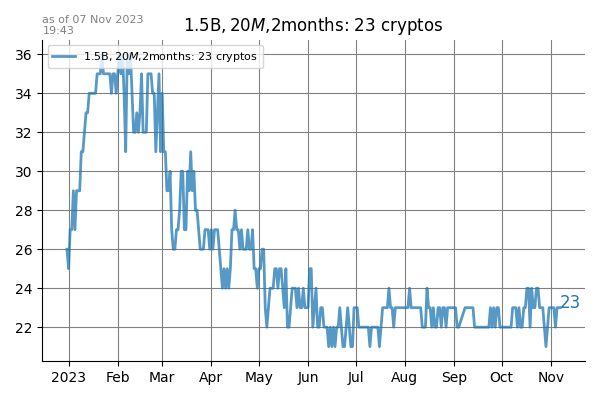 as of 07 Nov 2023
19:43
1.5B, 20M,2months: 23 cryptos
1.5B, 20M,2months: 23 cryptos
36
34
32
30
28
26
24
22
23
2023 Feb Mar Apr May Jun Jul Aug Sep Oct Nov